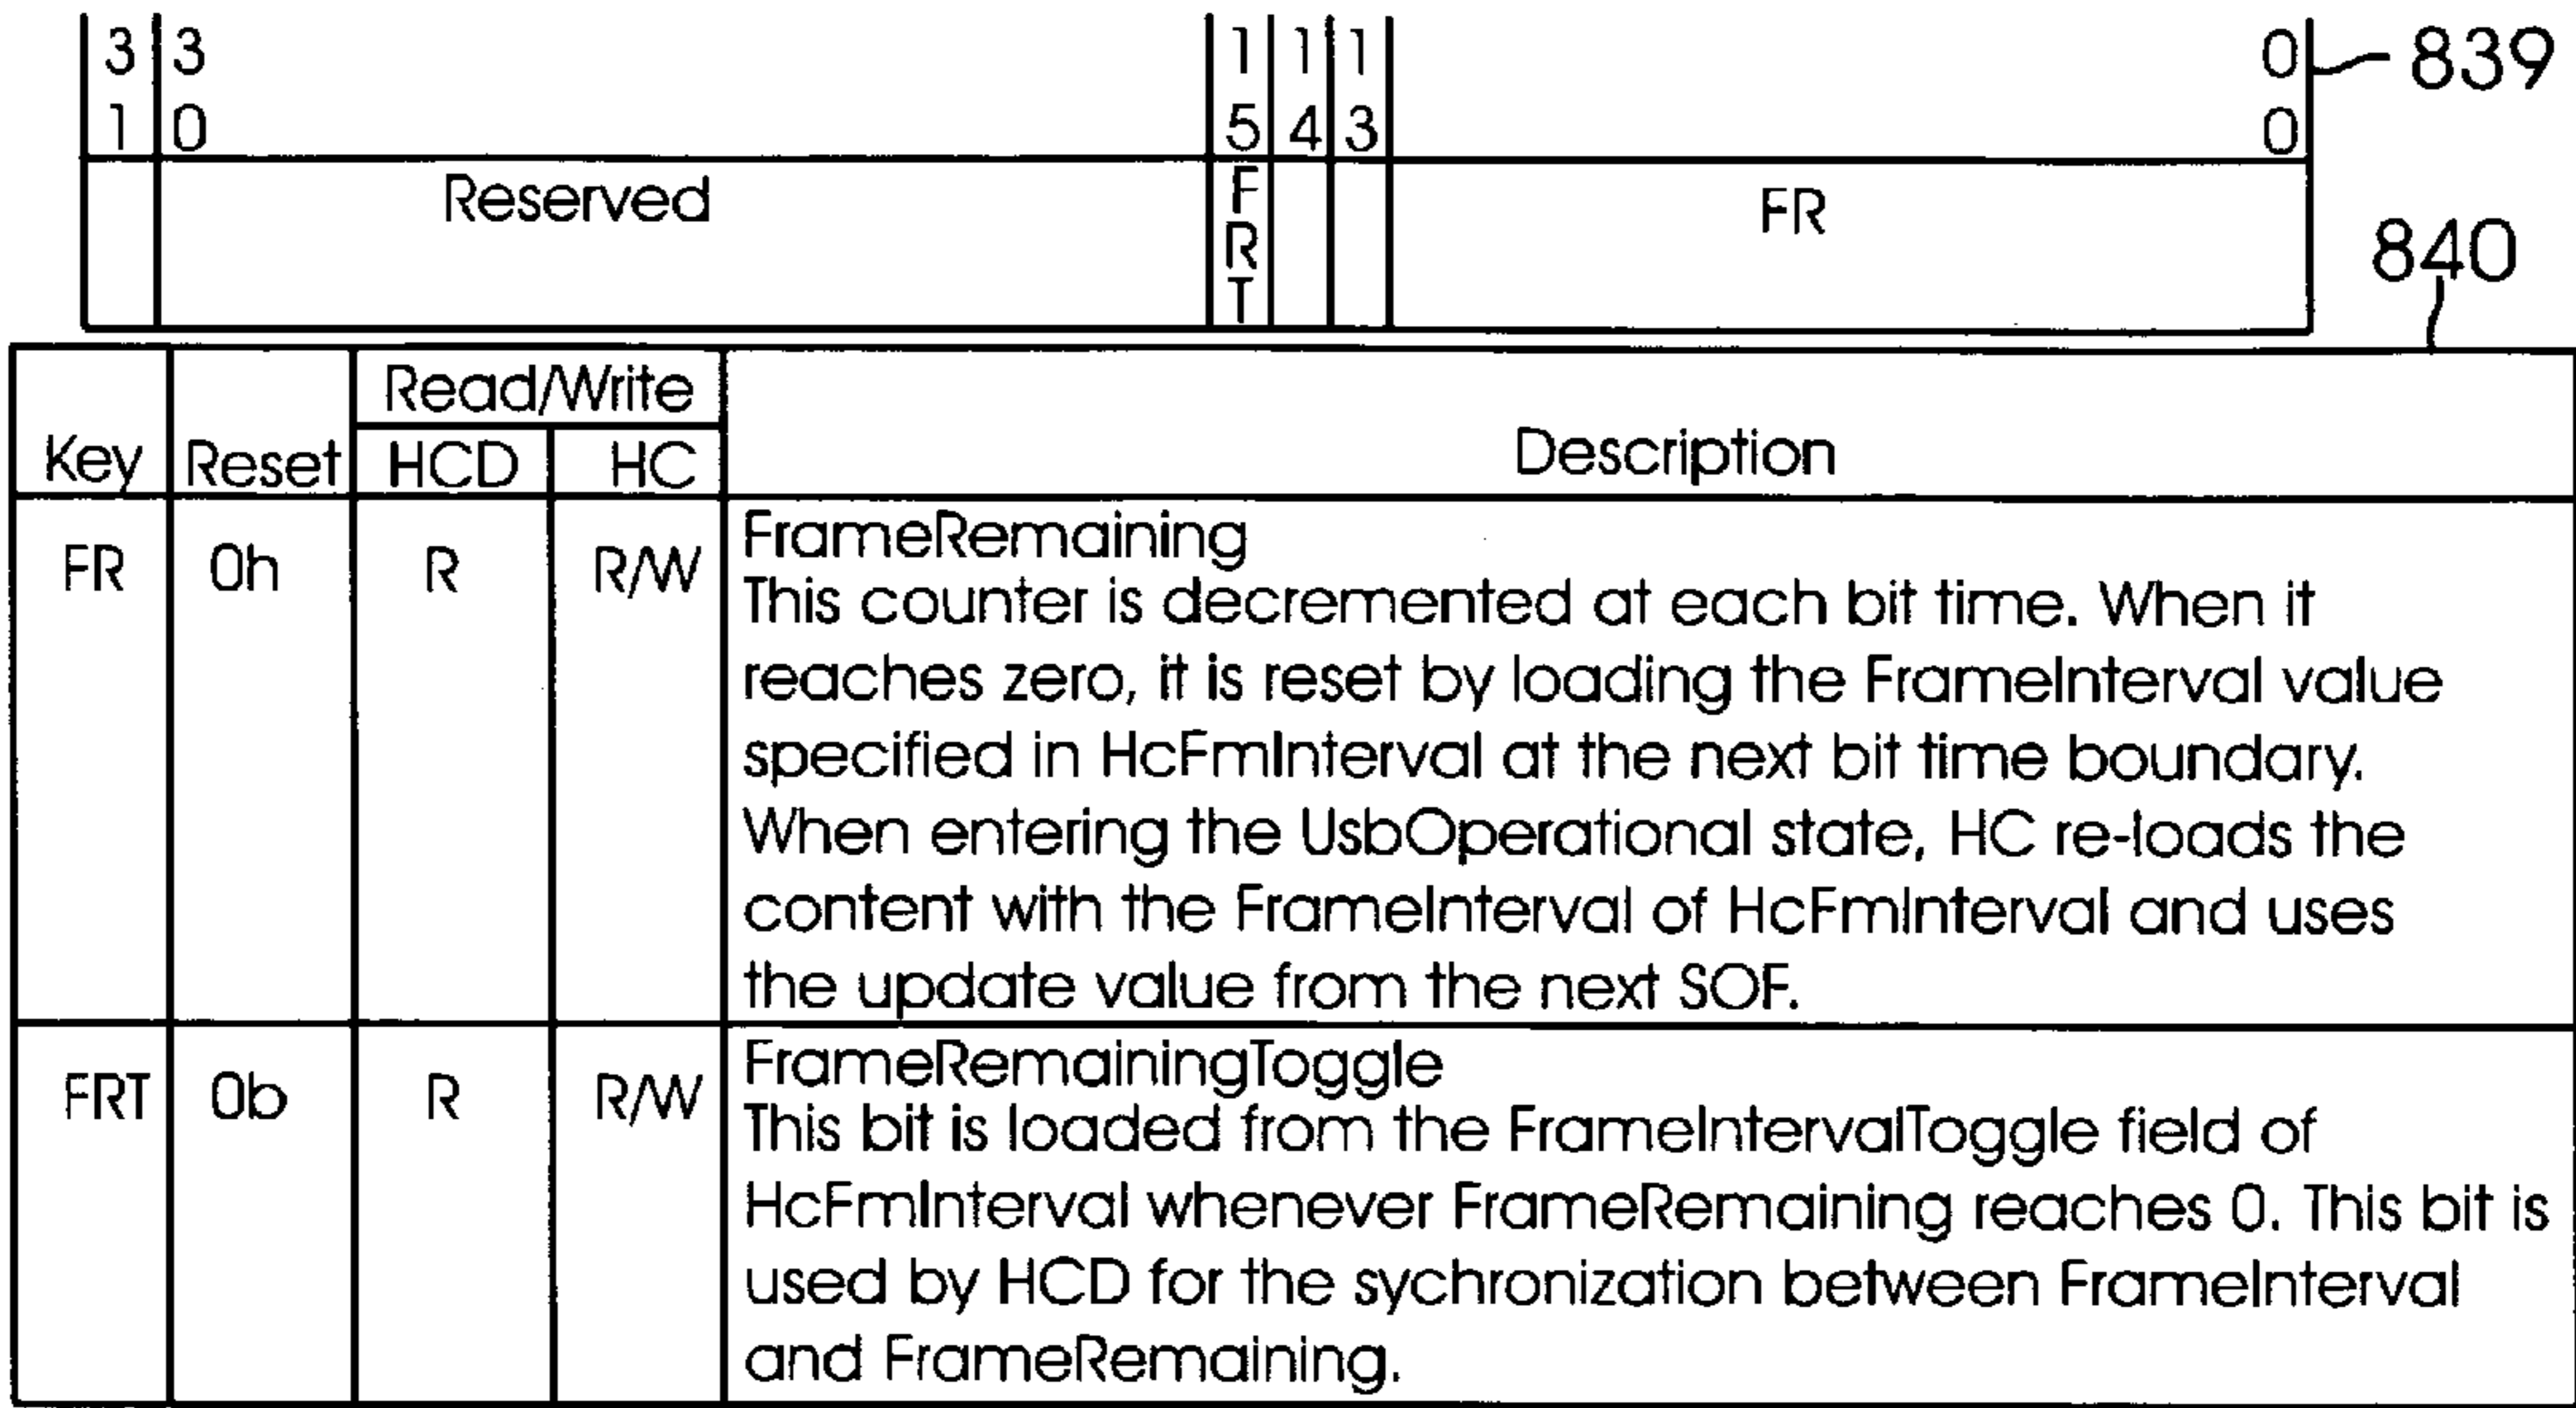 3 3 1 1 1 0 839
1 0 5 4 3 0
Reserved FRT FR
840
Read/Write
Key Reset HCD HC Description
FrameRemaining
FR 0h R R/W
This counter is decremented at each bit time. When it
reaches zero, it is reset by loading the FrameInterval value
specified in HcFmInterval at the next bit time boundary.
When entering the UsbOperational state, HC re-loads the
content with the FrameInterval of HcFmInterval and uses
the update value from the next SOF.
FrameRemainingToggle
FRT 0b R R/W
This bit is loaded from the FrameIntervalToggle field of
HcFmInterval whenever FrameRemaining reaches 0. This bit is
used by HCD for the sychronization between FrameInterval
and FrameRemaining.